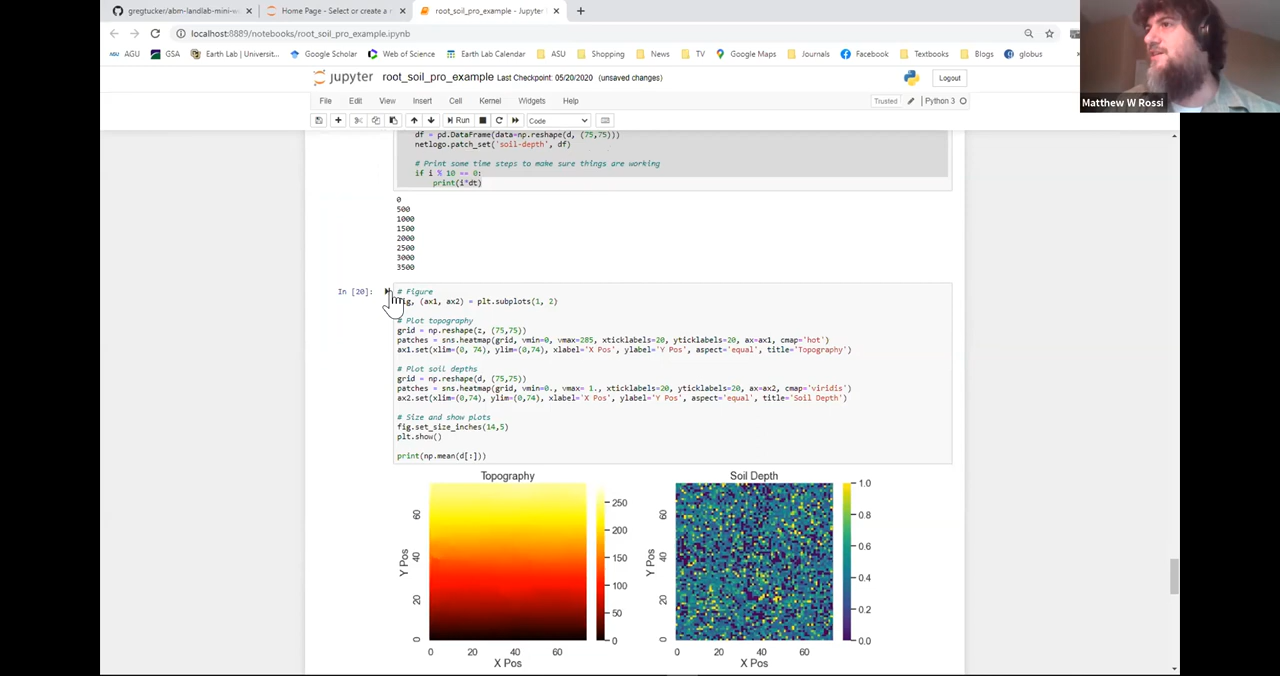 gregtucker/abm-landlab-mini-w
Home Page - Select or create a n
root_soil_pro_example - Jupyter
localhost:8889/notebooks/root_soil_pro_example.ipynb
AGU GSA Earth Lab | Universit... Google Scholar Web of Science Earth Lab Calendar ASU Shopping News TV Google Maps Journals Facebook Textbooks Blogs globus
Matthew W Rossi
jupyter root_soil_pro_example Last Checkpoint: 05/20/2020 (unsaved changes) Logout
File Edit View Insert Cell Kernel Widgets Help Trusted Python 3
Run Code
df = pd.DataFrame(data=np.reshape(d, (75,75)))
netlogo.patch_set('soil-depth', df)
# Print some time steps to make sure things are working
if i % 10 == 0:
print(i*dt)
0
500
1000
1500
2000
2500
3000
3500
In [20]:
# Figure
fig, (ax1, ax2) = plt.subplots(1, 2)
# Plot topography
grid = np.reshape(z, (75,75))
patches = sns.heatmap(grid, vmin=0, vmax=285, xticklabels=20, yticklabels=20, ax=ax1, cmap='hot')
ax1.set(xlim=(0, 74), ylim=(0,74), xlabel='X Pos', ylabel='Y Pos', aspect='equal', title='Topography')
# Plot soil depths
grid = np.reshape(d, (75,75))
patches = sns.heatmap(grid, vmin=0., vmax= 1., xticklabels=20, yticklabels=20, ax=ax2, cmap='viridis')
ax2.set(xlim=(0,74), ylim=(0,74), xlabel='X Pos', ylabel='Y Pos', aspect='equal', title='Soil Depth')
# Size and show plots
fig.set_size_inches(14,5)
plt.show()
print(np.mean(d[:]))
Topography
Y Pos
60
40
20
0
0 20 40 60
X Pos
250
200
150
100
50
0
Soil Depth
Y Pos
60
40
20
0
0 20 40 60
X Pos
1.0
0.8
0.6
0.4
0.2
0.0